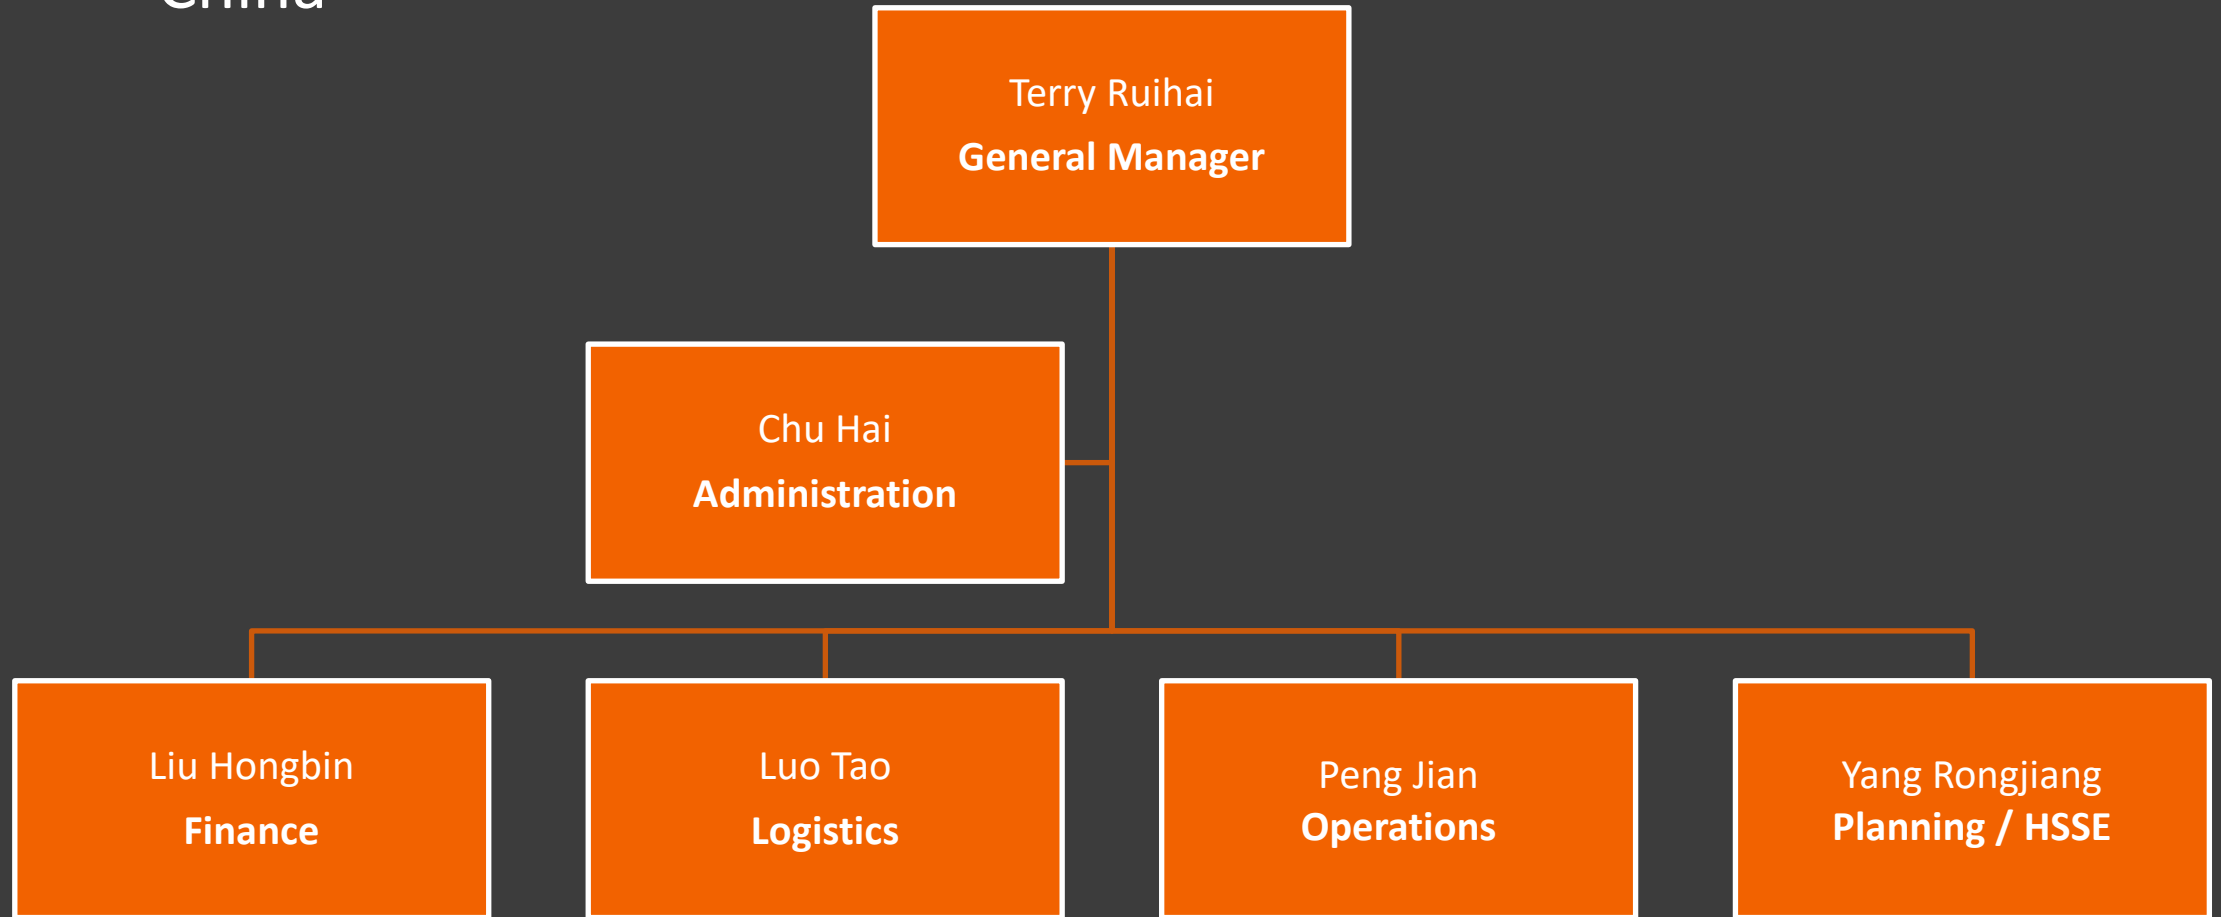 China
Terry Ruihai
General Manager
Chu Hai
Administration
Liu Hongbin
Finance
Luo Tao
Logistics
Peng Jian
Operations
Yang Rongjiang
Planning / HSSE